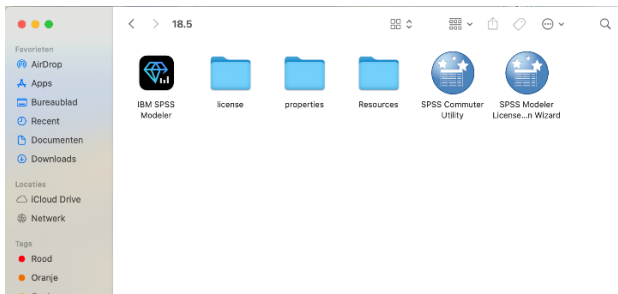 18.5
Favorieten
AirDrop
Apps
Bureaublad
Recent
Documenten
Downloads
Locaties
iCloud Drive
Netwerk
Tags
Rood
Oranje
IBM SPSS
Modeler
license
properties
Resources
SPSS Commuter
Utility
SPSS Modeler
License...n Wizard